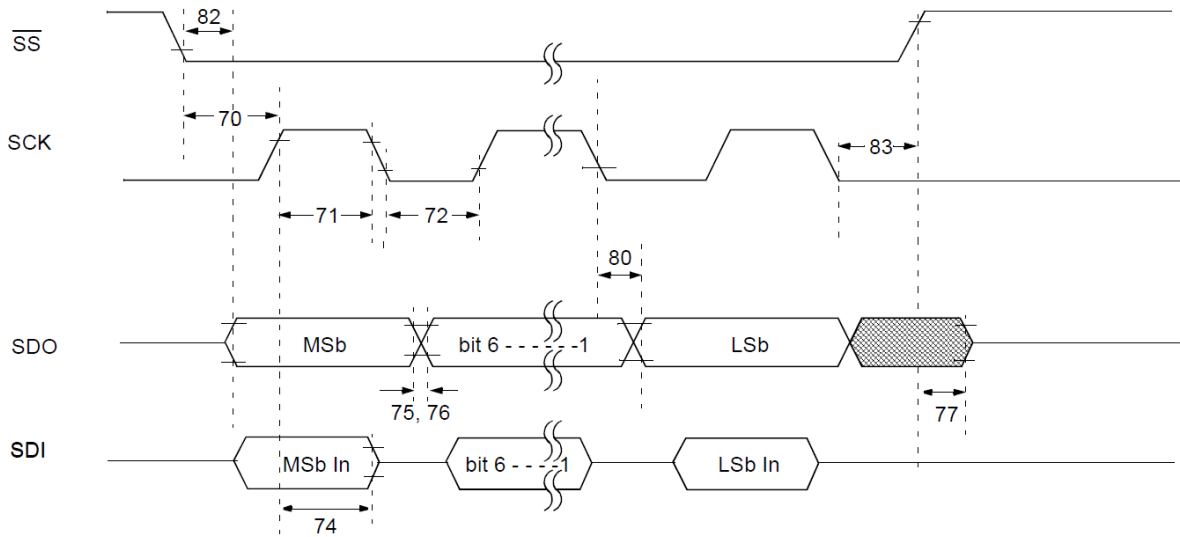 SS
82
70
SCK
83
71
72
80
SDO
MSb
bit 6 - - - - - -1
LSb
75, 76
77
SDI
MSb In
bit 6 - - - -1
LSb In
74